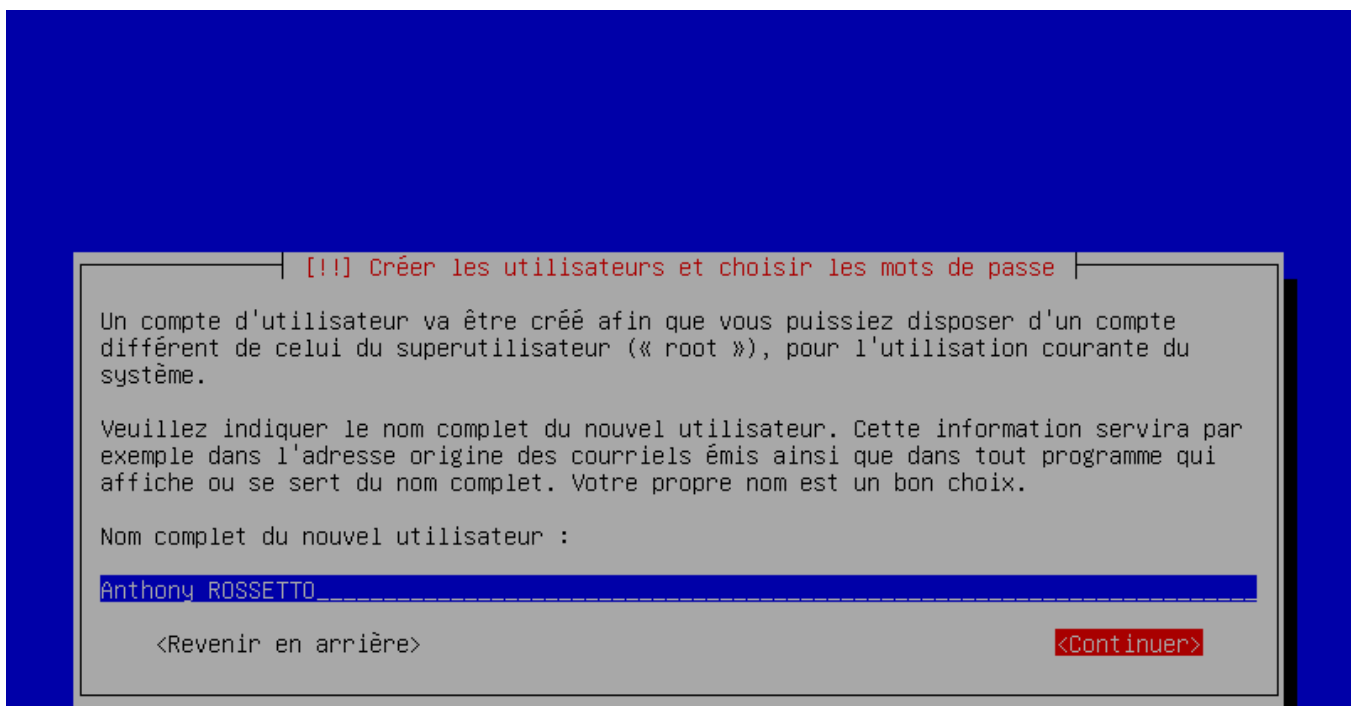 [!!] Créer les utilisateurs et choisir les mots de passe
Un compte d'utilisateur va être créé afin que vous puissiez disposer d'un compte
différent de celui du superutilisateur (« root »), pour l'utilisation courante du
système.
Veuillez indiquer le nom complet du nouvel utilisateur. Cette information servira par
exemple dans l'adresse origine des courriels émis ainsi que dans tout programme qui
affiche ou se sert du nom complet. Votre propre nom est un bon choix.
Nom complet du nouvel utilisateur :
Anthony ROSSETTO
<Revenir en arrière> <Continuer>